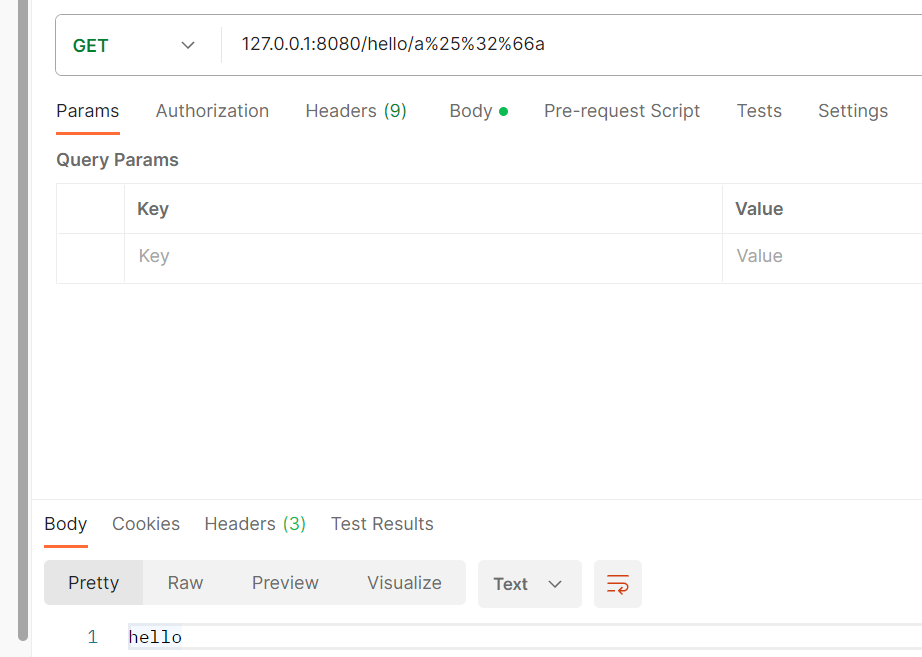 GET 127.0.0.1:8080/hello/a%25%32%66a
Params Authorization Headers (9) Body Pre-request Script Tests Settings
Query Params
Key Value
Key Value
Body Cookies Headers (3) Test Results
Pretty Raw Preview Visualize Text
1 hello